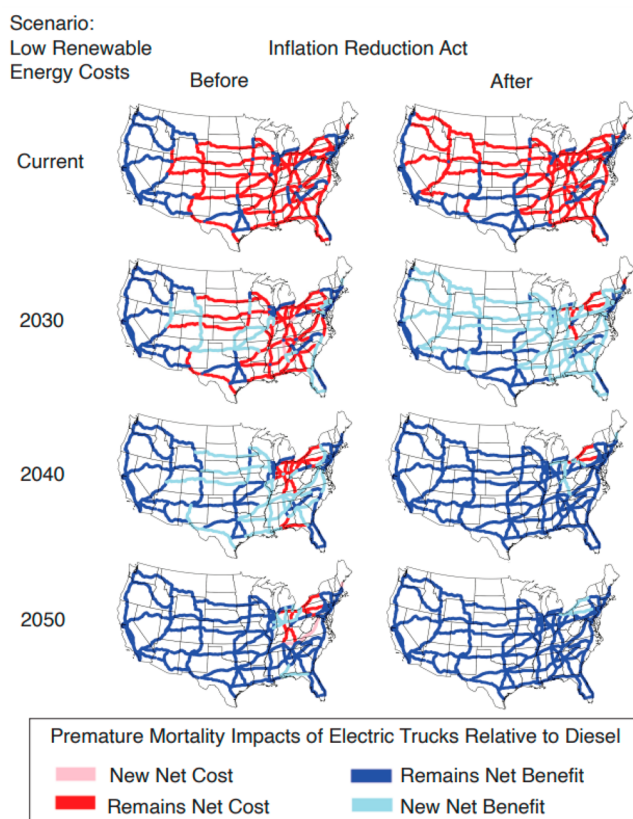 Scenario:
Low Renewable
Energy Costs
Inflation Reduction Act
Before
After
Current
2030
2040
2050
Premature Mortality Impacts of Electric Trucks Relative to Diesel
New Net Cost
Remains Net Benefit
Remains Net Cost
New Net Benefit